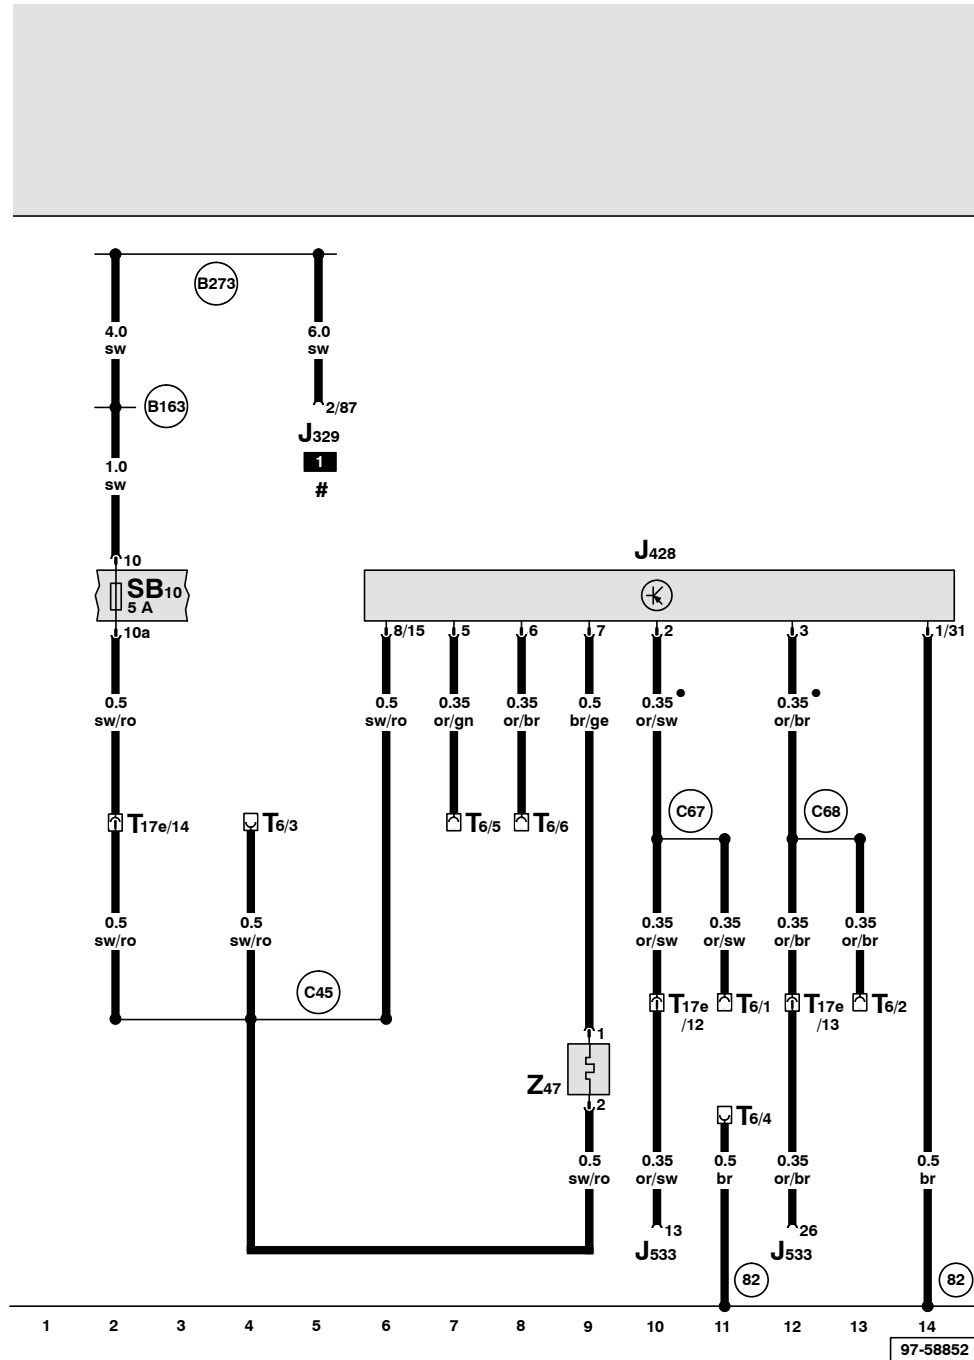 B273
4.0
sw
6.0
sw
B163
2/87
J329
1
#
1.0
sw
10
SB10
5 A
10a
J428
8/15
5
6
7
2
3
1/31
0.5
sw/ro
0.5
sw/ro
0.35
or/gn
0.35
or/br
0.5
br/ge
0.35
or/sw
0.35
or/br
T17e/14
T6/3
T6/5
T6/6
C67
C68
0.5
sw/ro
0.5
sw/ro
0.35
or/sw
0.35
or/sw
0.35
or/br
0.35
or/br
C45
T17e
/12
T6/1
T17e
/13
T6/2
1
Z47
2
T6/4
0.5
sw/ro
0.35
or/sw
0.5
br
0.35
or/br
0.5
br
13
J533
26
J533
82
82
1 2 3 4 5 6 7 8 9 10 11 12 13 14
97-58852